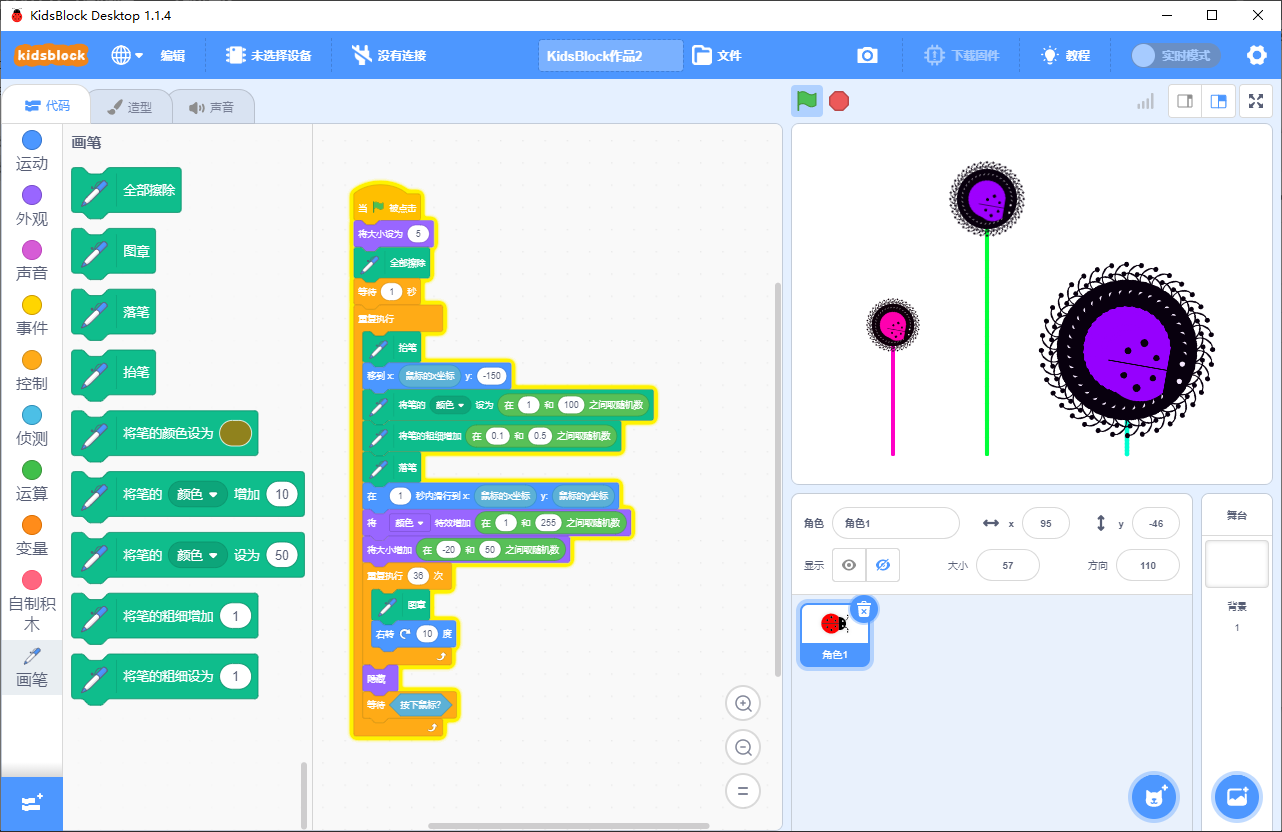 KidsBlock Desktop 1.1.4
kidsblock 编辑 未选择设备 没有连接 KidsBlock作品2 文件 下载固件 教程 实时模式
代码 造型 声音
运动
外观
声音
事件
控制
侦测
运算
变量
自制积木
画笔
画笔
全部擦除
图章
落笔
抬笔
将笔的颜色设为
将笔的 颜色 增加 10
将笔的 颜色 设为 50
将笔的粗细增加 1
将笔的粗细设为 1
当 被点击
将大小设为 5
全部擦除
等待 1 秒
重复执行
抬笔
移到 x: 鼠标的x坐标 y: -150
将笔的 颜色 设为 在 1 和 100 之间取随机数
将笔的粗细增加 在 0.1 和 0.5 之间取随机数
落笔
在 1 秒内滑行到 x: 鼠标的x坐标 y: 鼠标的y坐标
将 颜色 特效增加 在 1 和 255 之间取随机数
将大小增加 在 -20 和 50 之间取随机数
重复执行 36 次
图章
右转 10 度
隐藏
等待 按下鼠标?
角色 角色1 x 95 y -46
显示 大小 57 方向 110
角色1
舞台
背景
1